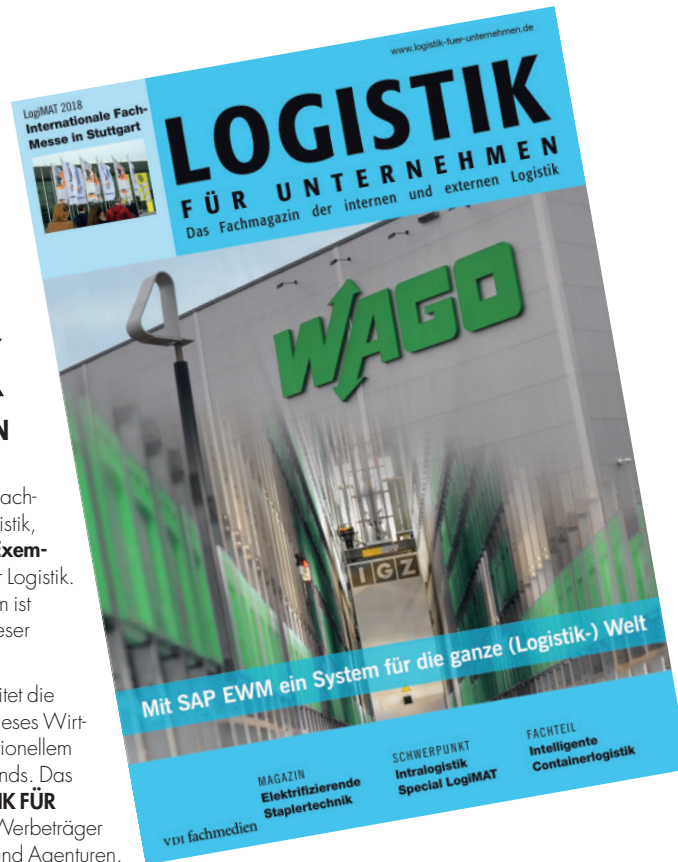 www.logistik-fuer-unternehmen.de
LogiMAT 2018
Internationale Fach-
Messe in Stuttgart
LOGISTIK
FÜR UNTERNEHMEN
Das Fachmagazin der internen und externen Logistik
WAGO
IGZ
Mit SAP EWM ein System für die ganze (Logistik-) Welt
MAGAZIN
Elektrifizierende
Staplertechnik
SCHWERPUNKT
Intralogistik
Special LogiMAT
FACHTEIL
Intelligente
Containerlogistik
VDI fachmedien
N
ach-
istik,
Exem-
Logistik.
m ist
eser
itet die
eses Wirt-
tionellem
nds. Das
IK FÜR
Werbeträger
und Agenturen.